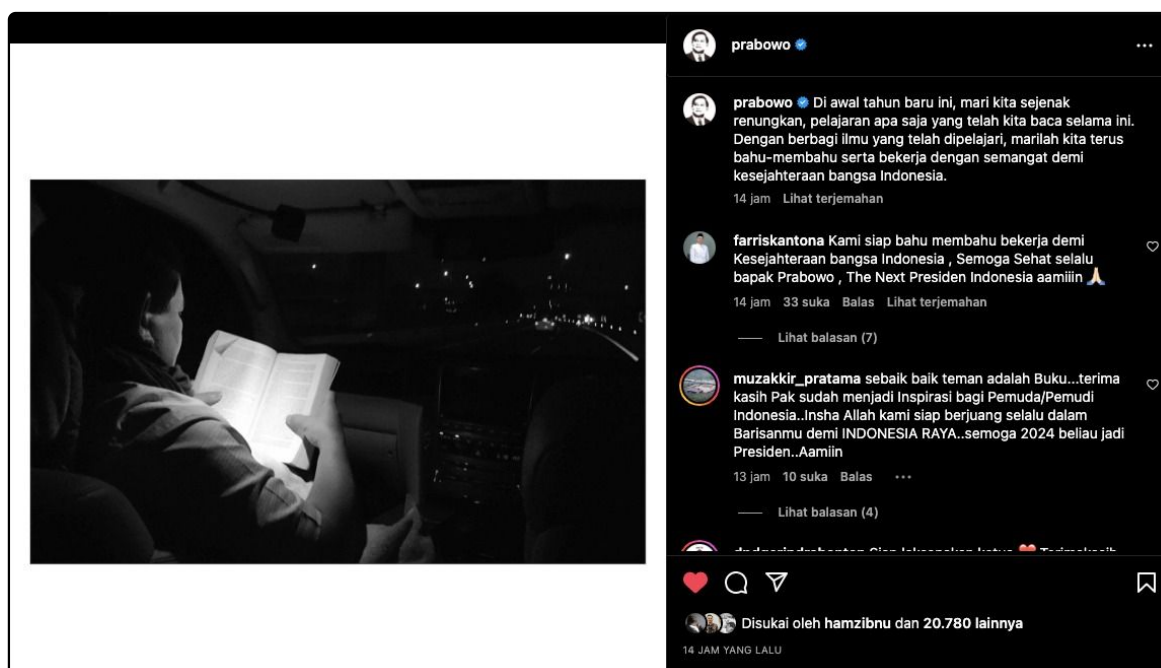 prabowo
prabowo Di awal tahun baru ini, mari kita sejenak
renungkan, pelajaran apa saja yang telah kita baca selama ini.
Dengan berbagi ilmu yang telah dipelajari, marilah kita terus
bahu-membahu serta bekerja dengan semangat demi
kesejahteraan bangsa Indonesia.
14 jam Lihat terjemahan
farriskantona Kami siap bahu membahu bekerja demi
Kesejahteraan bangsa Indonesia , Semoga Sehat selalu
bapak Prabowo , The Next Presiden Indonesia aamiiin 🙏🏻
14 jam 33 suka Balas Lihat terjemahan
Lihat balasan (7)
muzakkir_pratama sebaik baik teman adalah Buku...terima
kasih Pak sudah menjadi Inspirasi bagi Pemuda/Pemudi
Indonesia..Insha Allah kami siap berjuang selalu dalam
Barisanmu demi INDONESIA RAYA..semoga 2024 beliau jadi
Presiden..Aamiin
13 jam 10 suka Balas
Lihat balasan (4)
Disukai oleh hamzibnu dan 20.780 lainnya
14 JAM YANG LALU